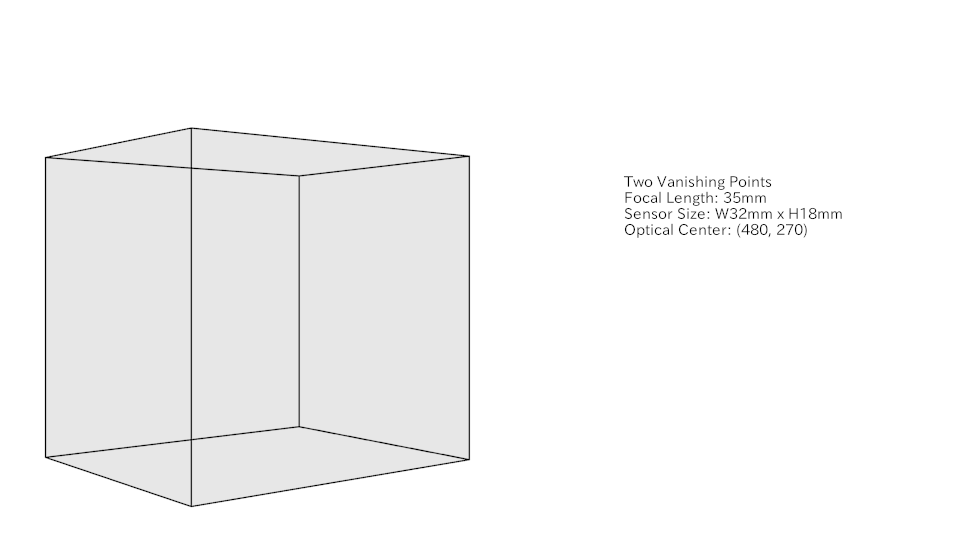 Two Vanishing Points
Focal Length: 35mm
Sensor Size: W32mm x H18mm
Optical Center: (480, 270)